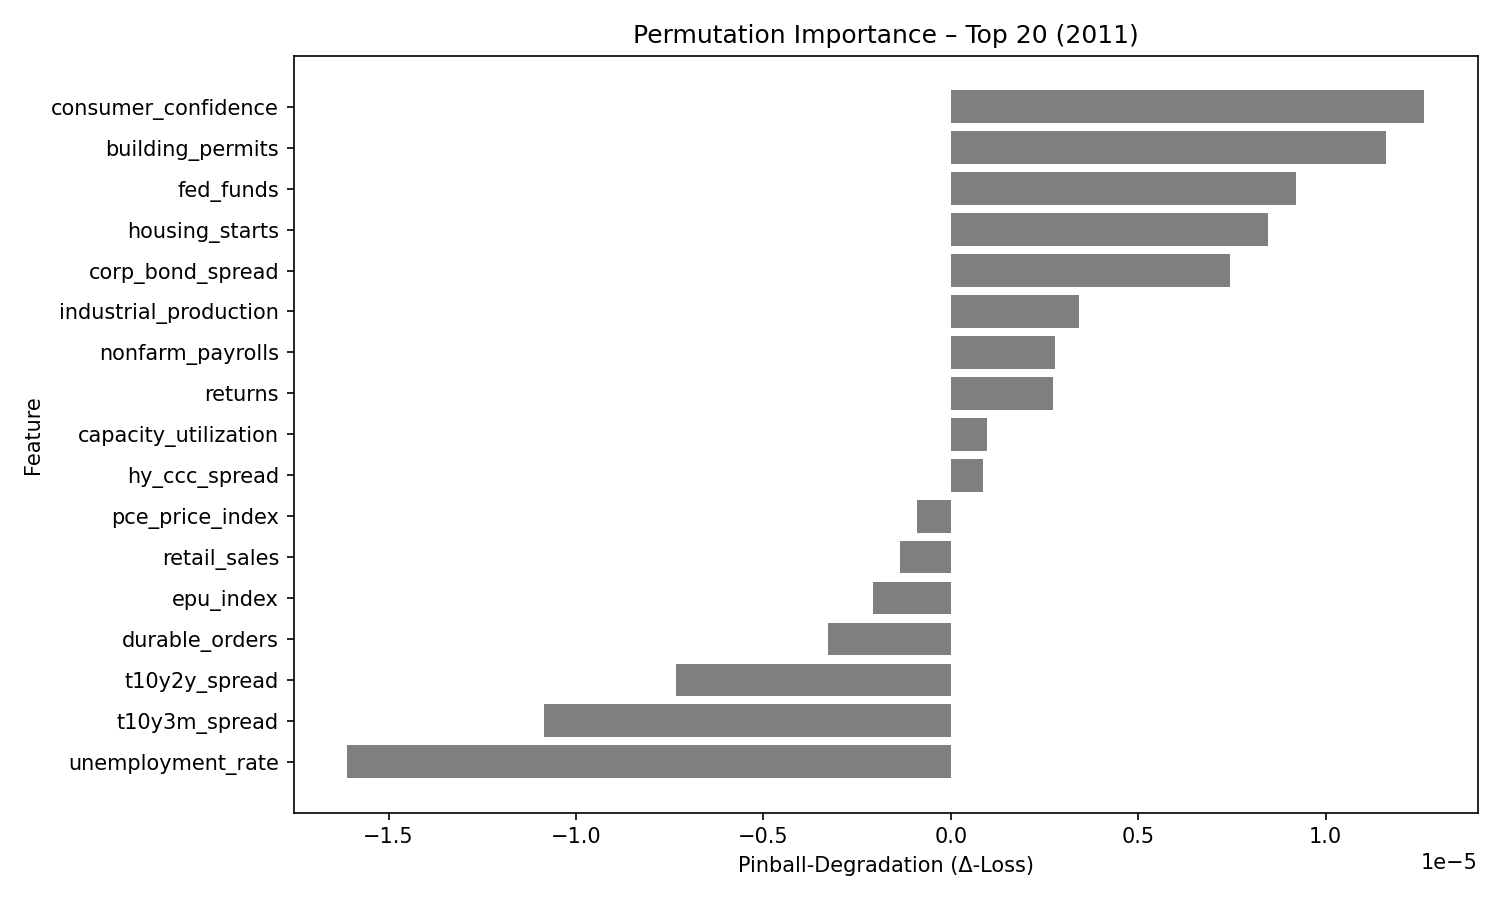 Permutation Importance – Top 20 (2011)
consumer_confidence
building_permits
fed_funds
housing_starts
corp_bond_spread
industrial_production
nonfarm_payrolls
returns
capacity_utilization
hy_ccc_spread
pce_price_index
retail_sales
epu_index
durable_orders
t10y2y_spread
t10y3m_spread
unemployment_rate
Feature
−1.5 −1.0 −0.5 0.0 0.5 1.0
1e−5
Pinball-Degradation (Δ-Loss)